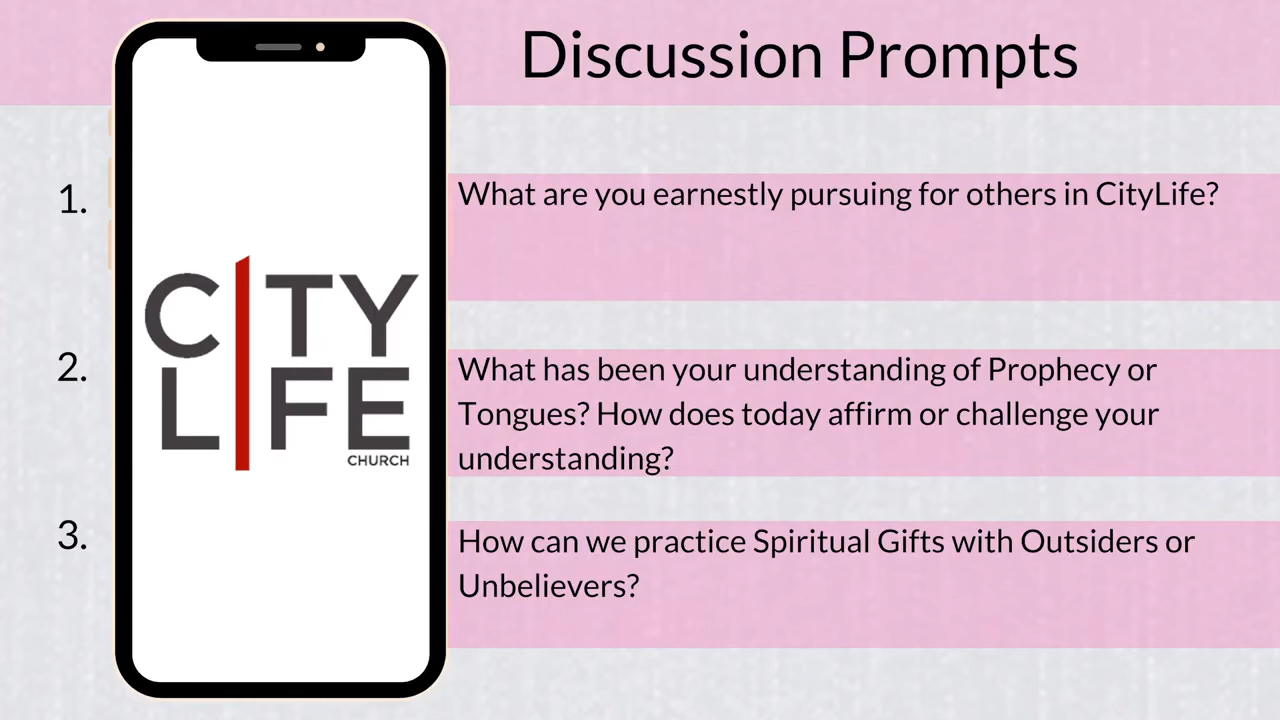 Discussion Prompts
1.
What are you earnestly pursuing for others in CityLife?
2.
What has been your understanding of Prophecy or
Tongues? How does today affirm or challenge your
understanding?
3.
How can we practice Spiritual Gifts with Outsiders or
Unbelievers?
CITY
LIFE
CHURCH